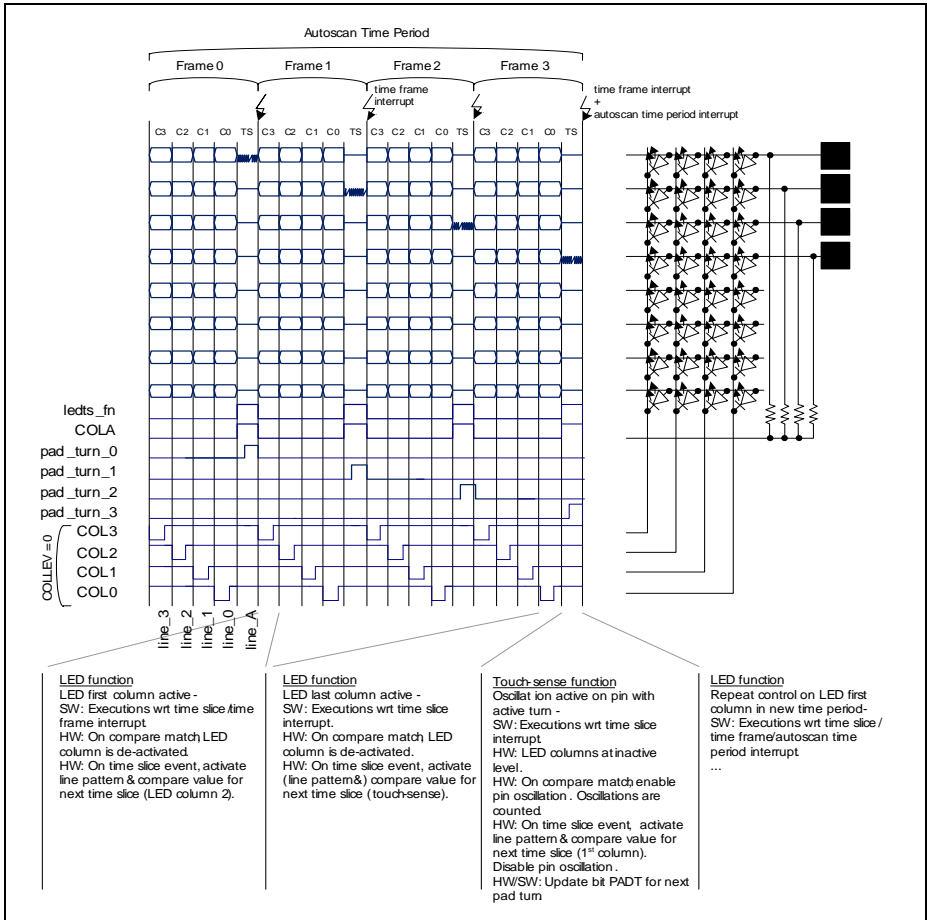 Autoscan Time Period
Frame 0 Frame 1 Frame 2 Frame 3
time frame
interrupt
time frame interrupt
+
autoscan time period interrupt
C3 C2 C1 C0 TS C3 C2 C1 C0 TS C3 C2 C1 C0 TS C3 C2 C1 C0 TS
ledts_fn
COLA
pad_turn_0
pad_turn_1
pad_turn_2
pad_turn_3
COLLEV = 0
COL3
COL2
COL1
COL0
line_3
line_2
line_1
line_0
line_A
LED function
LED first column active -
SW: Executions wrt time slice/time
frame interrupt.
HW: On compare match, LED
column is de-activated.
HW: On time slice event, activate
line pattern & compare value for
next time slice (LED column 2).
LED function
LED last column active -
SW: Executions wrt time slice
interrupt.
HW: On compare match, LED
column is de-activated.
HW: On time slice event, activate
(line pattern &) compare value for
next time slice (touch-sense).
Touch-sense function
Oscillation active on pin with
active turn -
SW: Executions wrt time slice
interrupt.
HW: LED columns at inactive
level.
HW: On compare match, enable
pin oscillation. Oscillations are
counted.
HW: On time slice event, activate
line pattern & compare value for
next time slice (1st column).
Disable pin oscillation.
HW/SW: Update bit PADT for next
pad turn
LED function
Repeat control on LED first
column in new time period-
SW: Executions wrt time slice/
time frame/autoscan time
period interrupt.
...